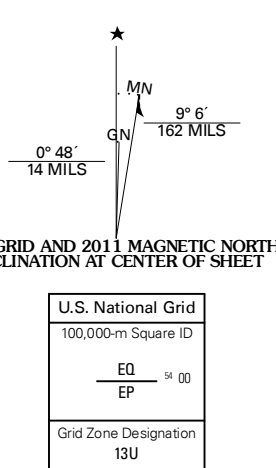 ★
MN
GN
9° 6´
162 MILS
0° 48´
14 MILS
GRID AND 2011 MAGNETIC NORTH
CLINATION AT CENTER OF SHEET
U.S. National Grid
100,000-m Square ID
EQ
54 00
EP
Grid Zone Designation
13U